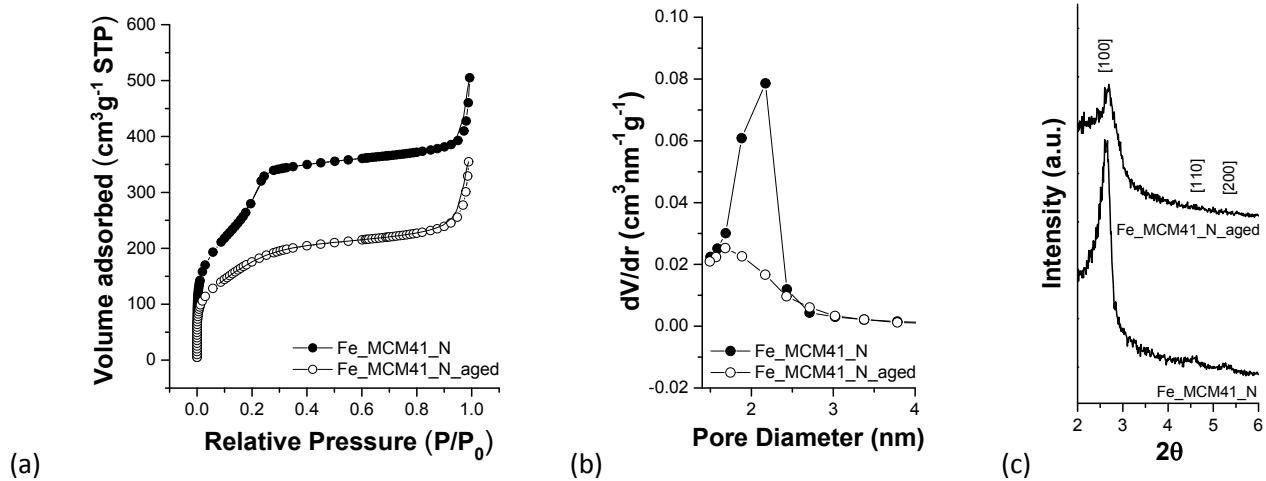 600
500
400
300
200
100
0
Volume adsorbed (cm³g⁻¹ STP)
Fe_MCM41_N
Fe_MCM41_N_aged
0.0 0.2 0.4 0.6 0.8 1.0
Relative Pressure (P/P₀)
(a)
0.10
0.08
0.06
0.04
0.02
0.00
-0.02
dV/dr (cm³nm⁻¹g⁻¹)
Fe_MCM41_N
Fe_MCM41_N_aged
2 3 4
Pore Diameter (nm)
(b)
Intensity (a.u.)
[100]
[110]
[200]
Fe_MCM41_N_aged
Fe_MCM41_N
2 3 4 5 6
2θ
(c)